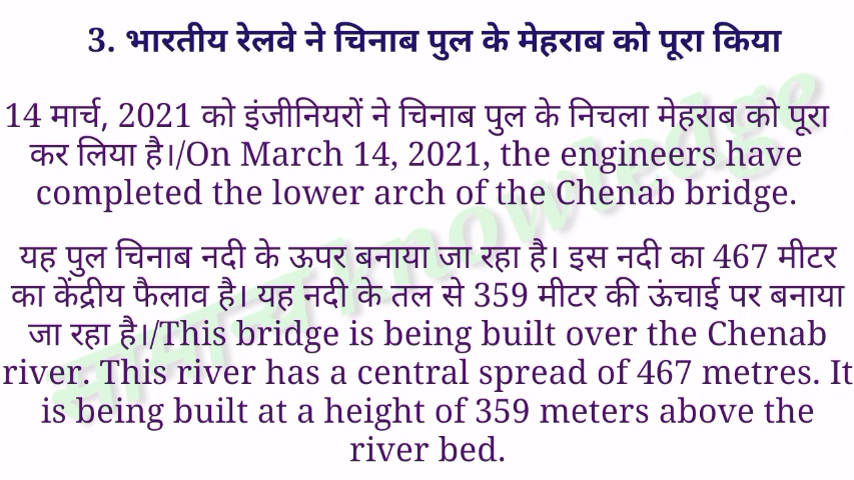 3. भारतीय रेलवे ने चिनाब पुल के मेहराब को पूरा किया
14 मार्च, 2021 को इंजीनियरों ने चिनाब पुल के निचला मेहराब को पूरा
कर लिया है।/On March 14, 2021, the engineers have
completed the lower arch of the Chenab bridge.
यह पुल चिनाब नदी के ऊपर बनाया जा रहा है। इस नदी का 467 मीटर
का केंद्रीय फैलाव है। यह नदी के तल से 359 मीटर की ऊंचाई पर बनाया
जा रहा है।/This bridge is being built over the Chenab
river. This river has a central spread of 467 metres. It
is being built at a height of 359 meters above the
river bed.
सामान्य knowledge